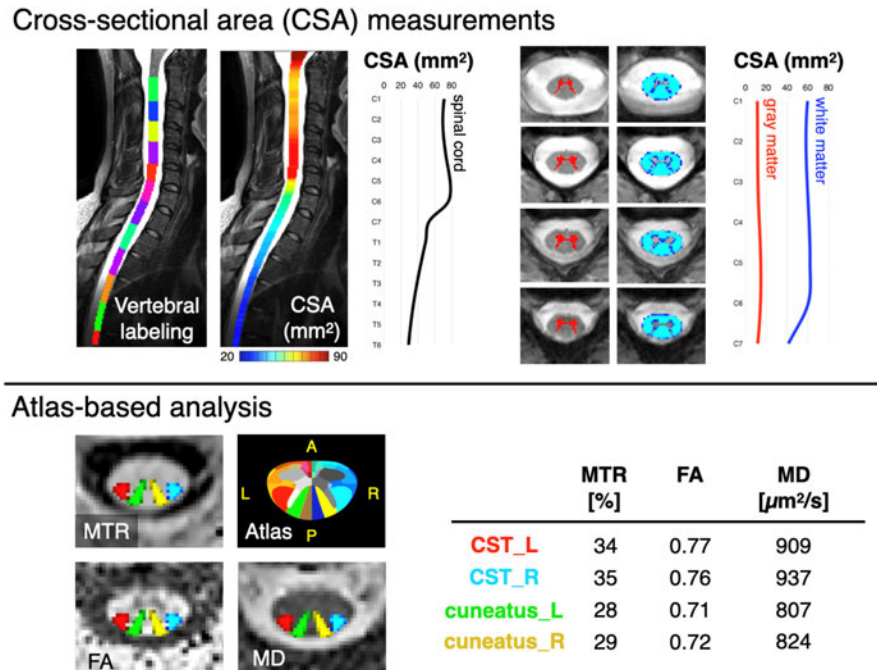 Cross-sectional area (CSA) measurements
Vertebral
labeling
CSA
(mm²)
20 90
CSA (mm²)
0 20 40 60 80
spinal cord
C1
C2
C3
C4
C5
C6
C7
T1
T2
T3
T4
T5
T6
CSA (mm²)
0 20 40 60 80
gray matter
white matter
C1
C2
C3
C4
C5
C6
C7
Atlas-based analysis
MTR
A
L R
P
Atlas
FA
MD
MTR FA MD
[%] [µm²/s]
CST_L 34 0.77 909
CST_R 35 0.76 937
cuneatus_L 28 0.71 807
cuneatus_R 29 0.72 824